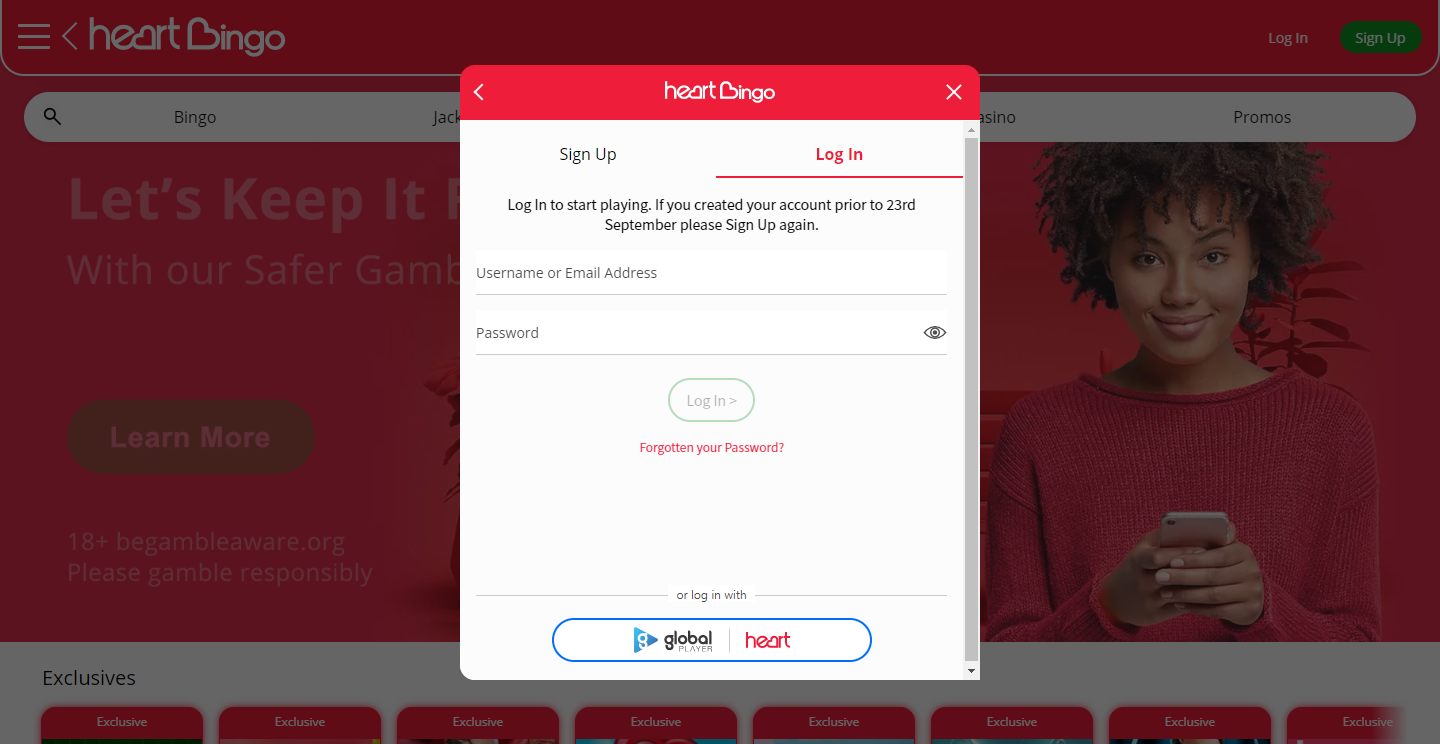 heart Bingo
Log In
Sign Up
heart Bingo
Bingo
Promos
Sign Up
Log In
Let's Keep It
With our Safer
Log In to start playing. If you created your account prior to 23rd
September please Sign Up again.
Username or Email Address
Password
Learn More
Log In >
Forgotten your Password?
18+ begambleaware.org
Please gamble responsibly
or log in with
global
PLAYER
heart
Exclusives
Exclusive
Exclusive
Exclusive
Exclusive
Exclusive
Exclusive
Exclusive
Exclusive